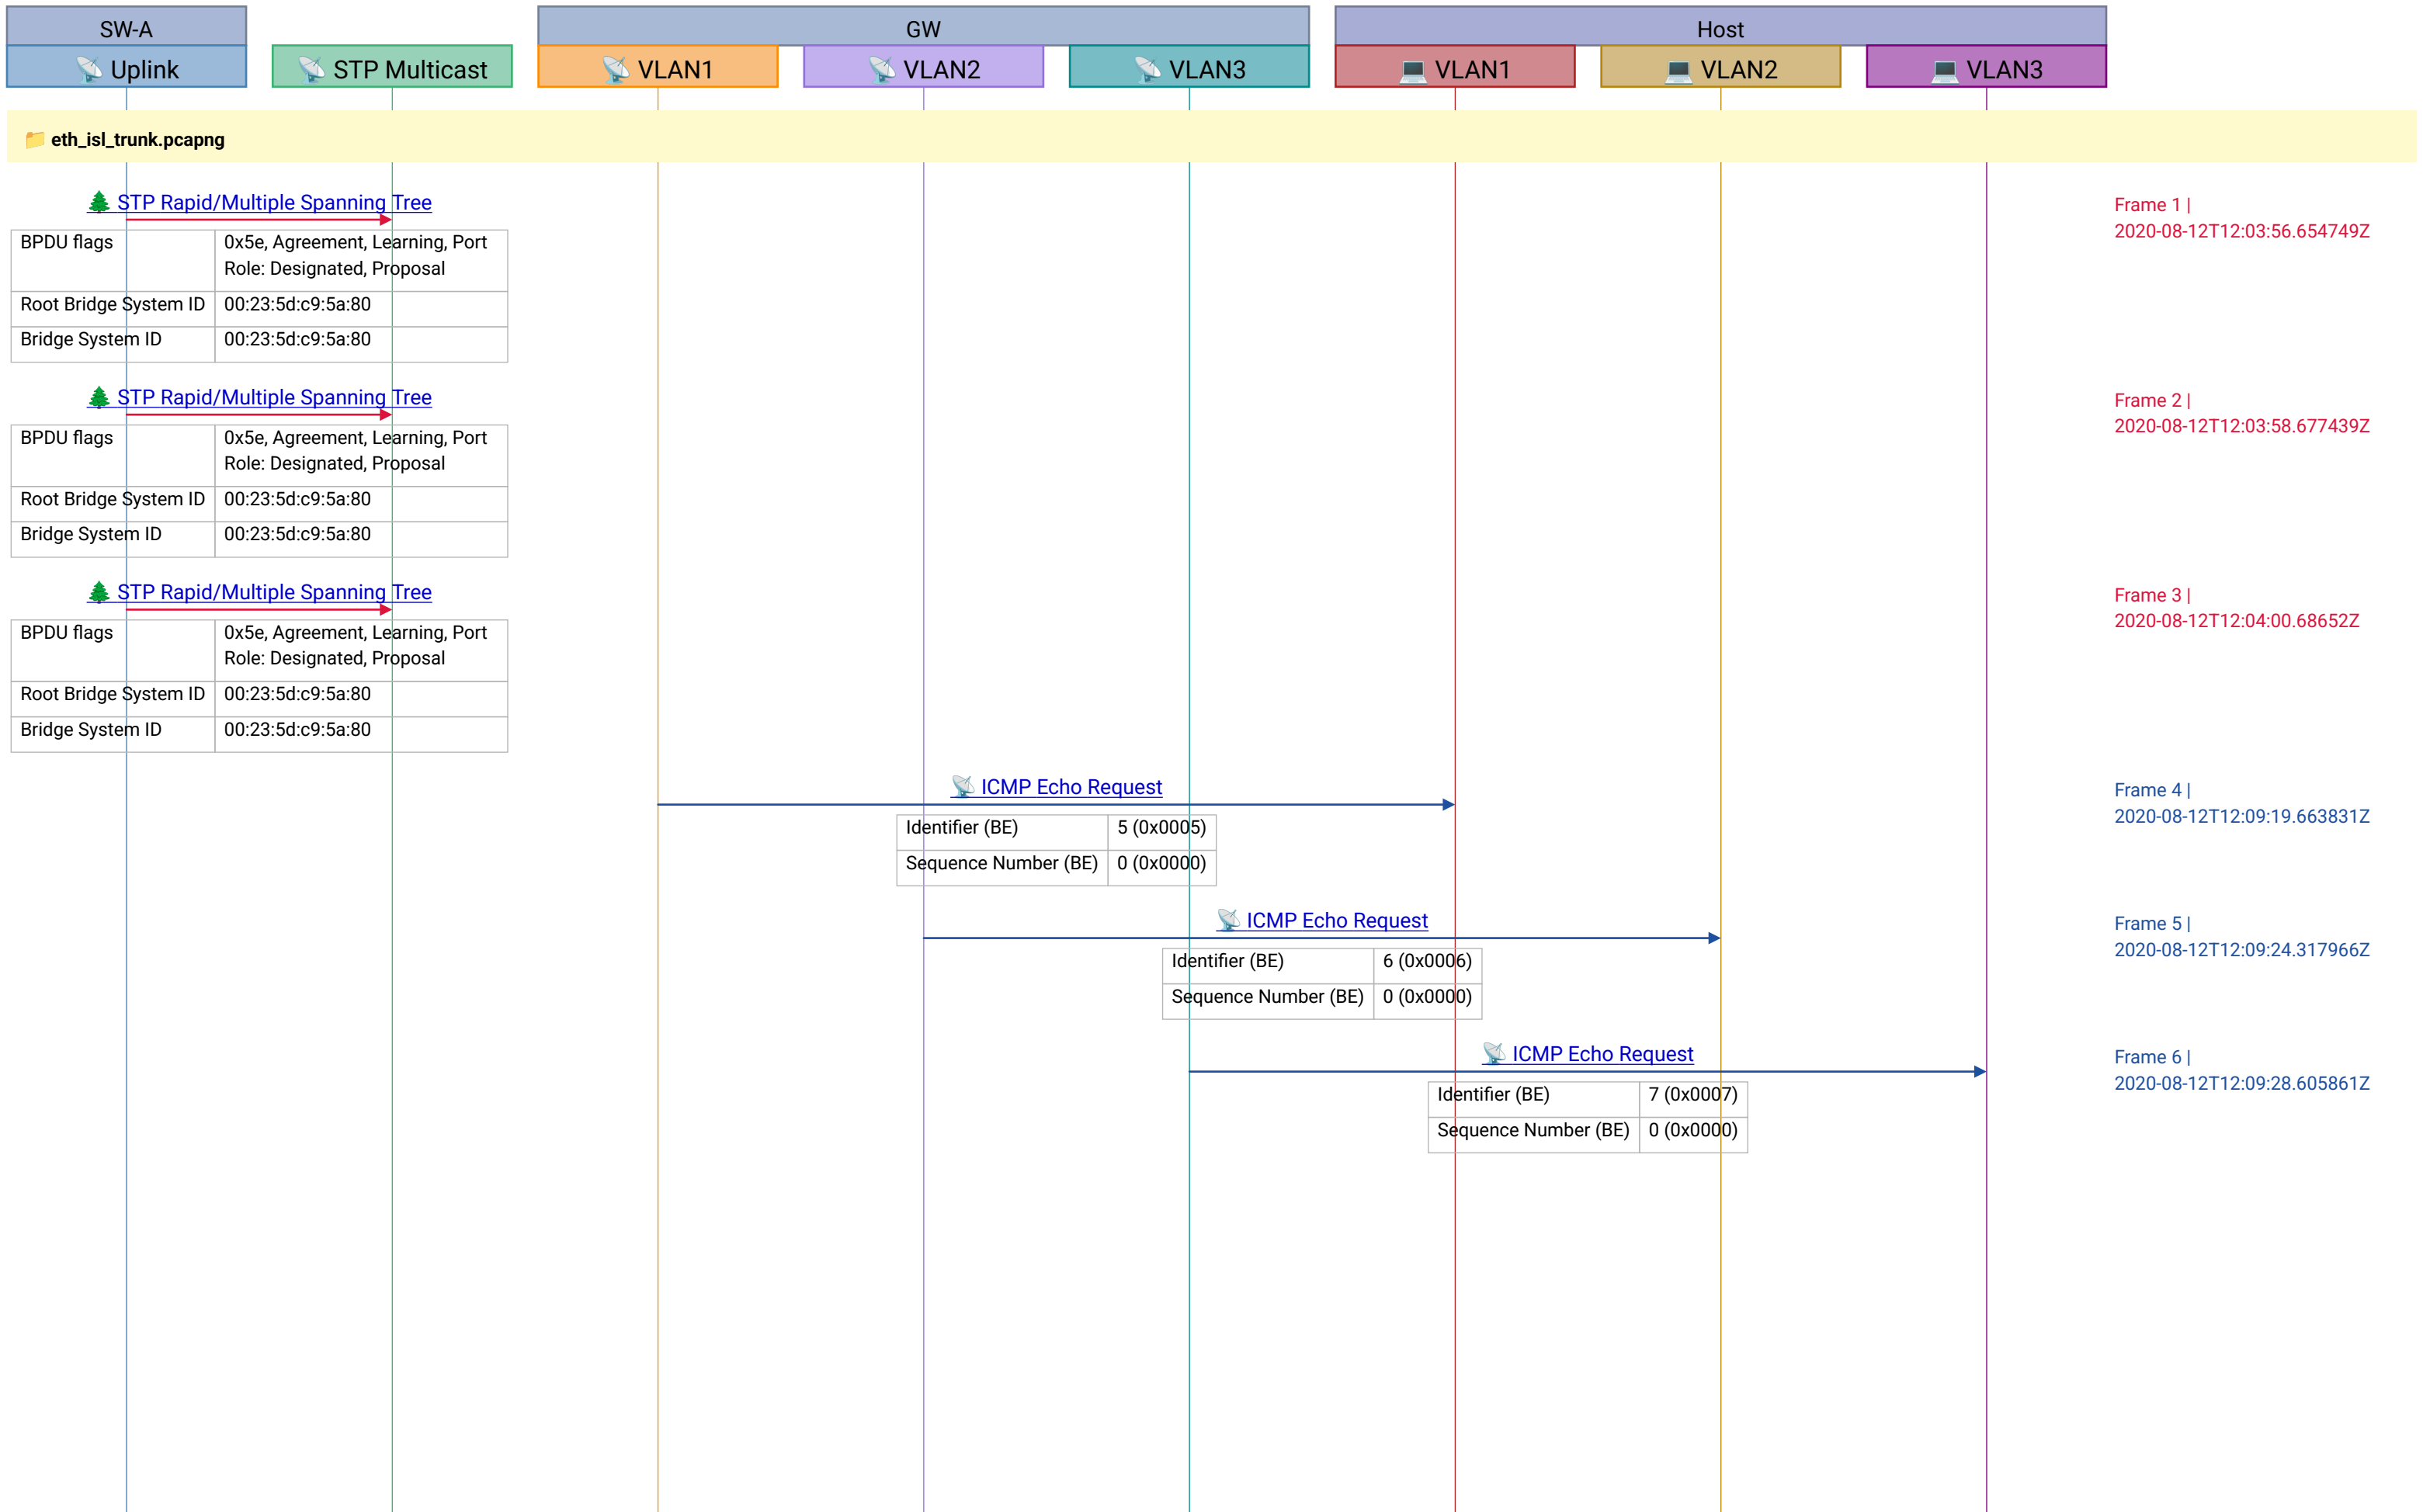 SW-A
GW
Host
Uplink
STP Multicast
VLAN1
VLAN2
VLAN3
VLAN1
VLAN2
VLAN3
eth_isl_trunk.pcapng
STP Rapid/Multiple Spanning Tree
Frame 1 |
2020-08-12T12:03:56.654749Z
BPDU flags
0x5e, Agreement, Learning, Port
Role: Designated, Proposal
Root Bridge System ID
00:23:5d:c9:5a:80
Bridge System ID
00:23:5d:c9:5a:80
STP Rapid/Multiple Spanning Tree
Frame 2 |
2020-08-12T12:03:58.677439Z
BPDU flags
0x5e, Agreement, Learning, Port
Role: Designated, Proposal
Root Bridge System ID
00:23:5d:c9:5a:80
Bridge System ID
00:23:5d:c9:5a:80
STP Rapid/Multiple Spanning Tree
Frame 3 |
2020-08-12T12:04:00.68652Z
BPDU flags
0x5e, Agreement, Learning, Port
Role: Designated, Proposal
Root Bridge System ID
00:23:5d:c9:5a:80
Bridge System ID
00:23:5d:c9:5a:80
ICMP Echo Request
Frame 4 |
2020-08-12T12:09:19.663831Z
Identifier (BE)
5 (0x0005)
Sequence Number (BE)
0 (0x0000)
ICMP Echo Request
Frame 5 |
2020-08-12T12:09:24.317966Z
Identifier (BE)
6 (0x0006)
Sequence Number (BE)
0 (0x0000)
ICMP Echo Request
Frame 6 |
2020-08-12T12:09:28.605861Z
Identifier (BE)
7 (0x0007)
Sequence Number (BE)
0 (0x0000)